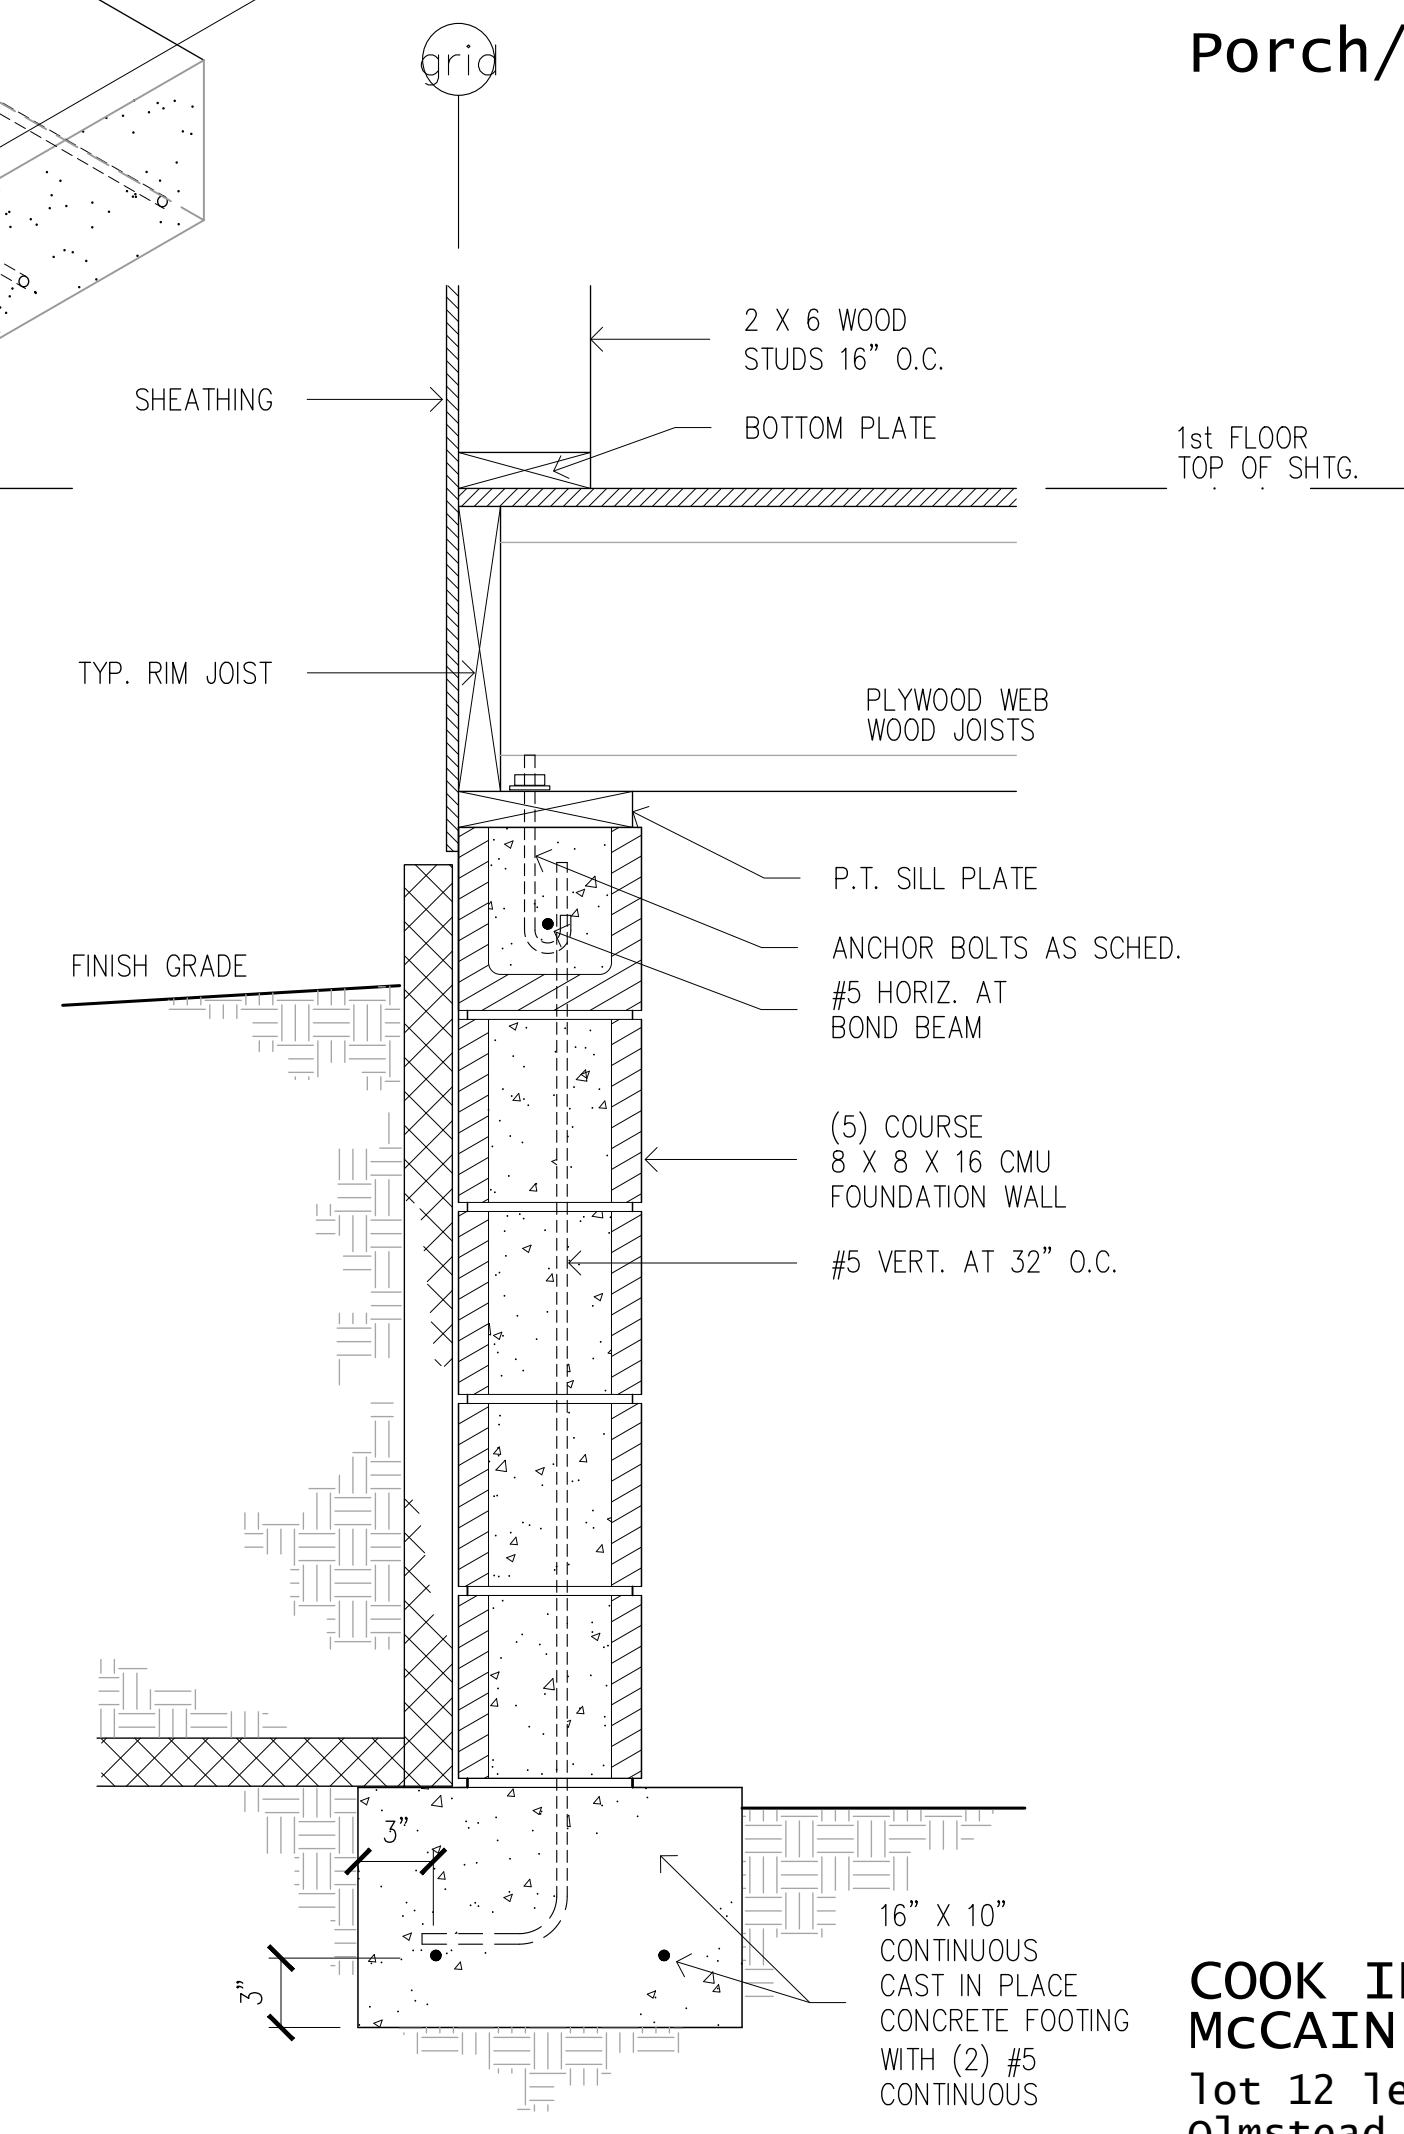 grid
Porch/
2 X 6 WOOD
STUDS 16” O.C.
SHEATHING
BOTTOM PLATE
1st FLOOR
TOP OF SHTG.
TYP. RIM JOIST
PLYWOOD WEB
WOOD JOISTS
P.T. SILL PLATE
ANCHOR BOLTS AS SCHED.
FINISH GRADE
#5 HORIZ. AT
BOND BEAM
(5) COURSE
8 X 8 X 16 CMU
FOUNDATION WALL
#5 VERT. AT 32” O.C.
3”
3”
16” X 10”
CONTINUOUS
CAST IN PLACE
CONCRETE FOOTING
WITH (2) #5
CONTINUOUS
COOK
McCAIN
lot 12 le
Olmstead